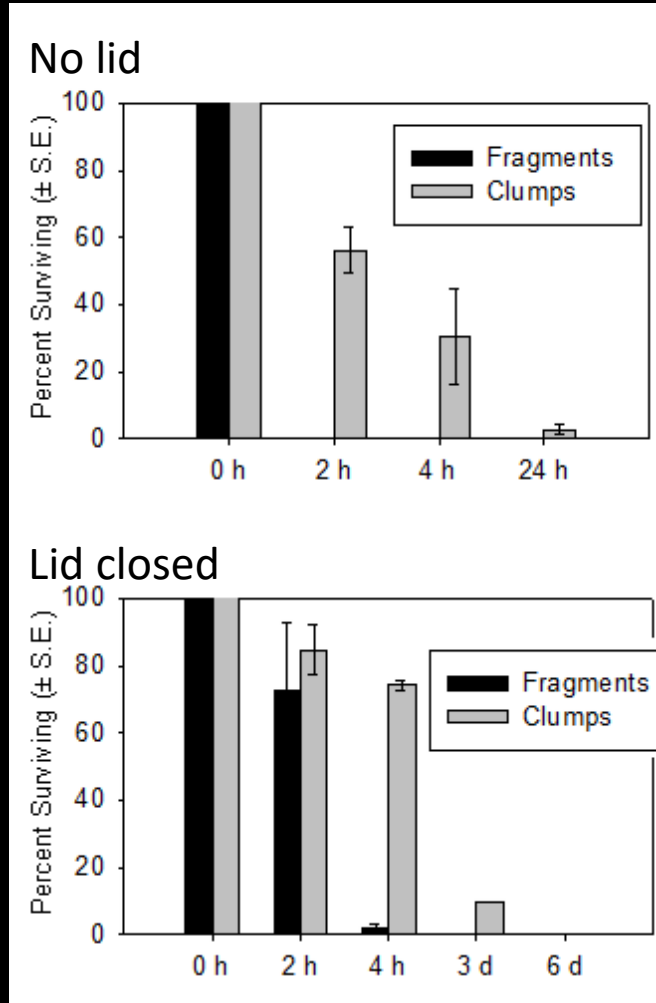 No lid
Percent Surviving (± S.E.)
100
80
60
40
20
0
Fragments
Clumps
0 h 2 h 4 h 24 h
Lid closed
Percent Surviving (± S.E.)
100
80
60
40
20
0
Fragments
Clumps
0 h 2 h 4 h 3 d 6 d